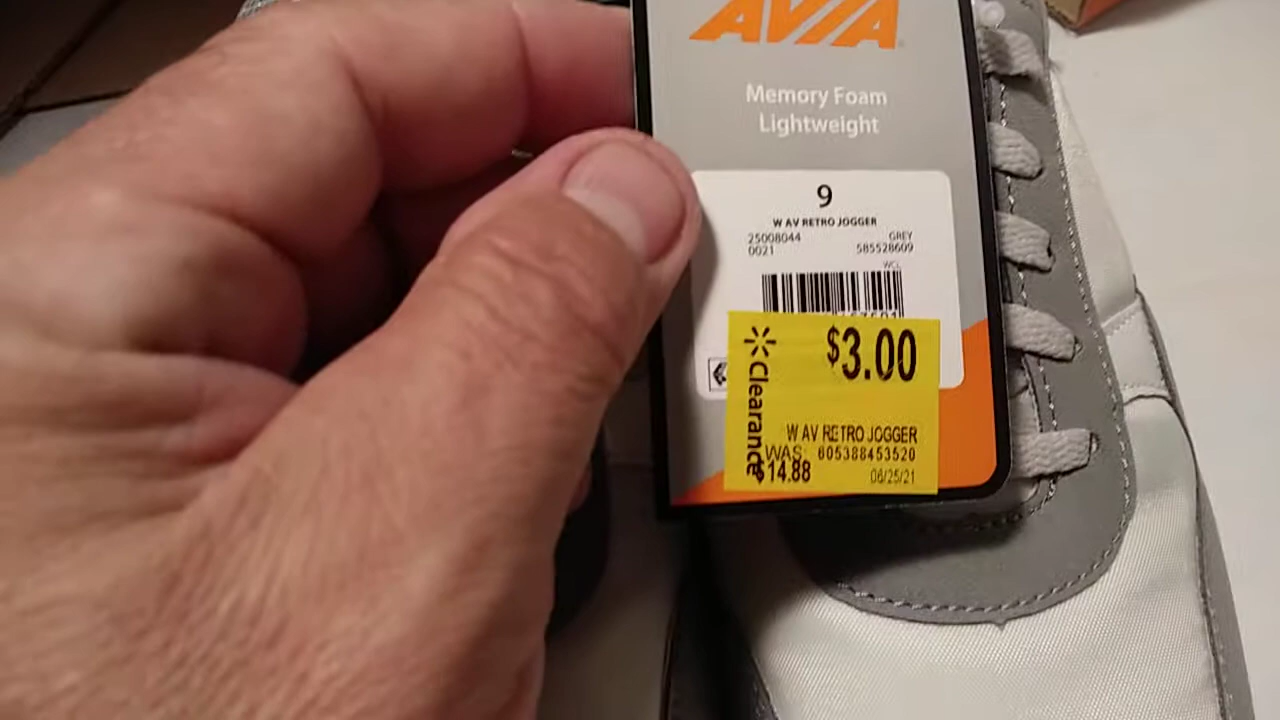 AVIA
Memory Foam
Lightweight
9
W AV RETRO JOGGER
25008044 GREY
0021 585528609
WCL
$3.00
Clearance
W AV RETRO JOGGER
WAS: 605388453520
$14.88 06/25/21